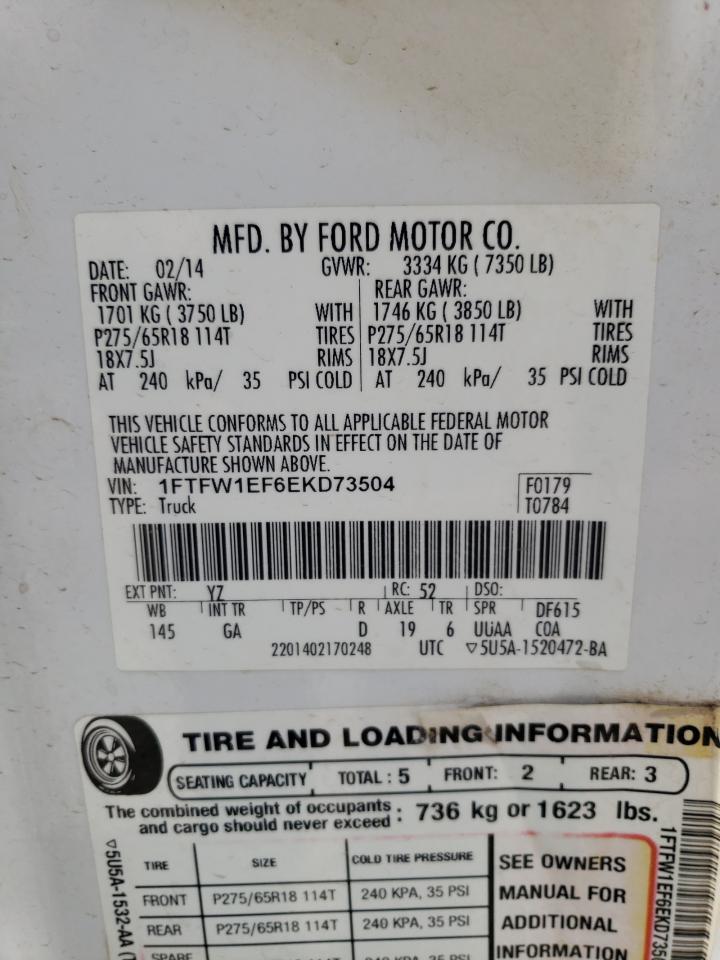 MFD. BY FORD MOTOR CO.
DATE: 02/14 GVWR: 3334 KG ( 7350 LB)
FRONT GAWR: REAR GAWR:
1701 KG ( 3750 LB) WITH 1746 KG ( 3850 LB) WITH
P275/65R18 114T TIRES P275/65R18 114T TIRES
18X7.5J RIMS 18X7.5J RIMS
AT 240 kPa/ 35 PSI COLD AT 240 kPa/ 35 PSI COLD
THIS VEHICLE CONFORMS TO ALL APPLICABLE FEDERAL MOTOR
VEHICLE SAFETY STANDARDS IN EFFECT ON THE DATE OF
MANUFACTURE SHOWN ABOVE.
VIN: 1FTFW1EF6EKD73504 F0179
TYPE: Truck T0784
EXT PNT: YZ RC: 52 DSO:
WB INT TR TP/PS R AXLE TR SPR DF615
145 GA D 19 6 UUAA COA
2201402170248 UTC ▽5U5A-1520472-BA
TIRE AND LOADING INFORMATION
SEATING CAPACITY TOTAL : 5 FRONT: 2 REAR: 3
The combined weight of occupants
and cargo should never exceed : 736 kg or 1623 lbs.
TIRE SIZE COLD TIRE PRESSURE SEE OWNERS
FRONT P275/65R18 114T 240 KPA, 35 PSI MANUAL FOR
REAR P275/65R18 114T 240 KPA, 35 PSI ADDITIONAL
SPARE INFORMATION
▽5U5A-1532-AA (T
1FTFW1EF6EKD7350